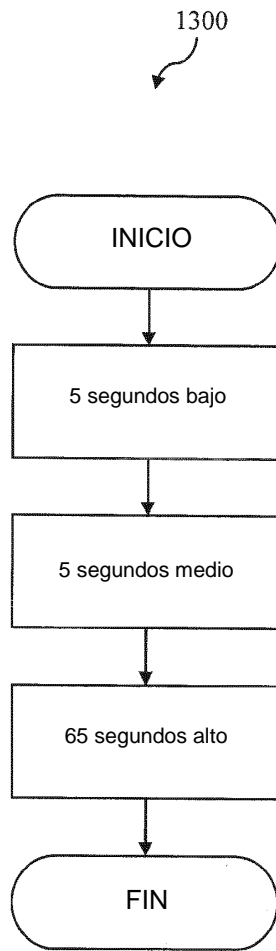 1300
INICIO
5 segundos bajo
5 segundos medio
65 segundos alto
FIN